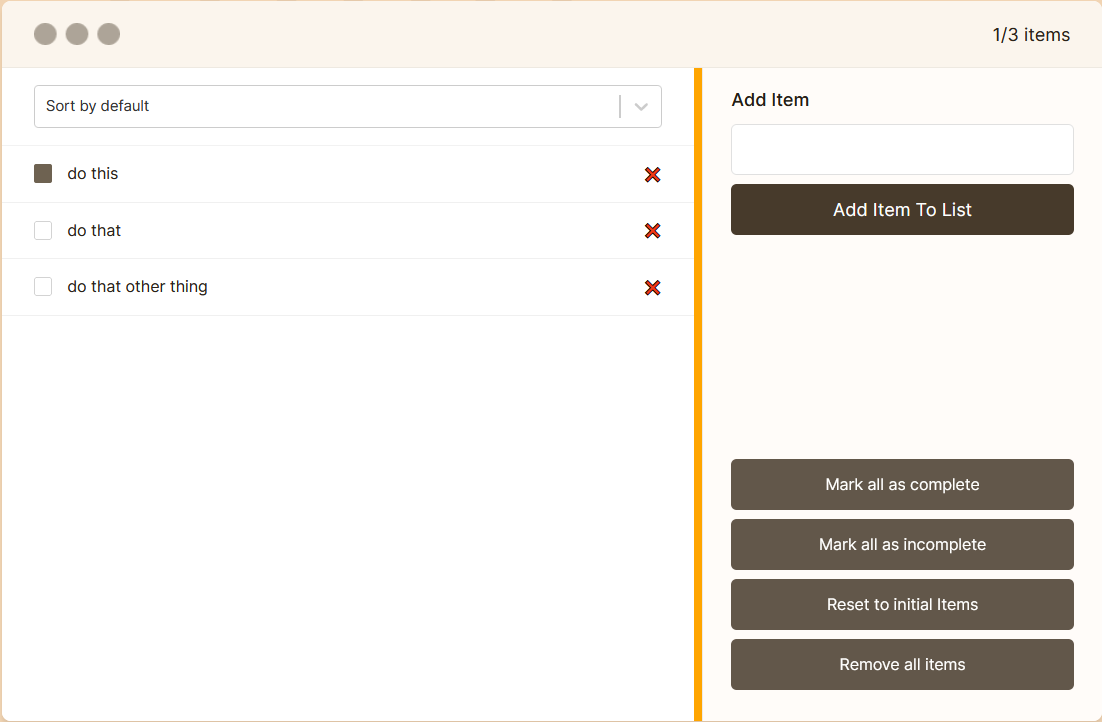 1/3 items
Sort by default
do this
do that
do that other thing
Add Item
Add Item To List
Mark all as complete
Mark all as incomplete
Reset to initial Items
Remove all items